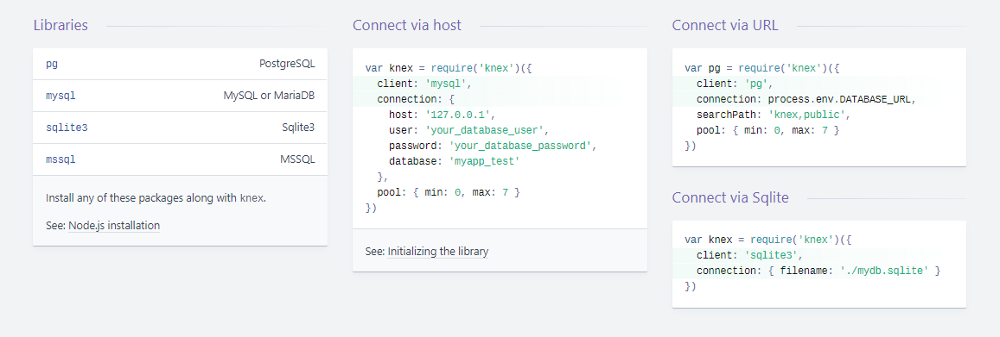 Libraries
pg PostgreSQL
mysql MySQL or MariaDB
sqlite3 Sqlite3
mssql MSSQL
Install any of these packages along with knex.
See: Node.js installation
Connect via host
var knex = require('knex')({
  client: 'mysql',
  connection: {
    host: '127.0.0.1',
    user: 'your_database_user',
    password: 'your_database_password',
    database: 'myapp_test'
  },
  pool: { min: 0, max: 7 }
})
See: Initializing the library
Connect via URL
var pg = require('knex')({
  client: 'pg',
  connection: process.env.DATABASE_URL,
  searchPath: 'knex,public',
  pool: { min: 0, max: 7 }
})
Connect via Sqlite
var knex = require('knex')({
  client: 'sqlite3',
  connection: { filename: './mydb.sqlite' }
})